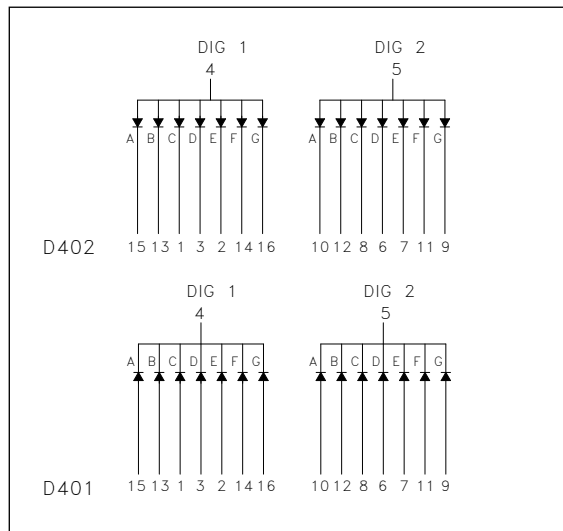 DIG 1 DIG 2
4 5
A B C D E F G A B C D E F G
D402 15 13 1 3 2 14 16 10 12 8 6 7 11 9
DIG 1 DIG 2
4 5
A B C D E F G A B C D E F G
D401 15 13 1 3 2 14 16 10 12 8 6 7 11 9